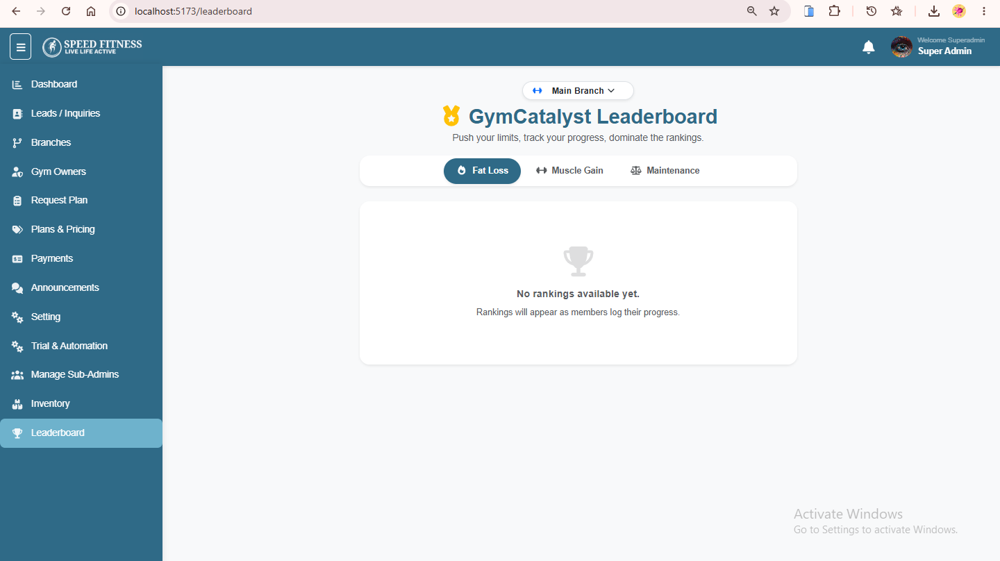 localhost:5173/leaderboard
SPEED FITNESS
LIVE LIFE ACTIVE
Welcome Superadmin
Super Admin
Dashboard
Leads / Inquiries
Branches
Gym Owners
Request Plan
Plans & Pricing
Payments
Announcements
Setting
Trial & Automation
Manage Sub-Admins
Inventory
Leaderboard
Main Branch
GymCatalyst Leaderboard
Push your limits, track your progress, dominate the rankings.
Fat Loss Muscle Gain Maintenance
No rankings available yet.
Rankings will appear as members log their progress.
Activate Windows
Go to Settings to activate Windows.